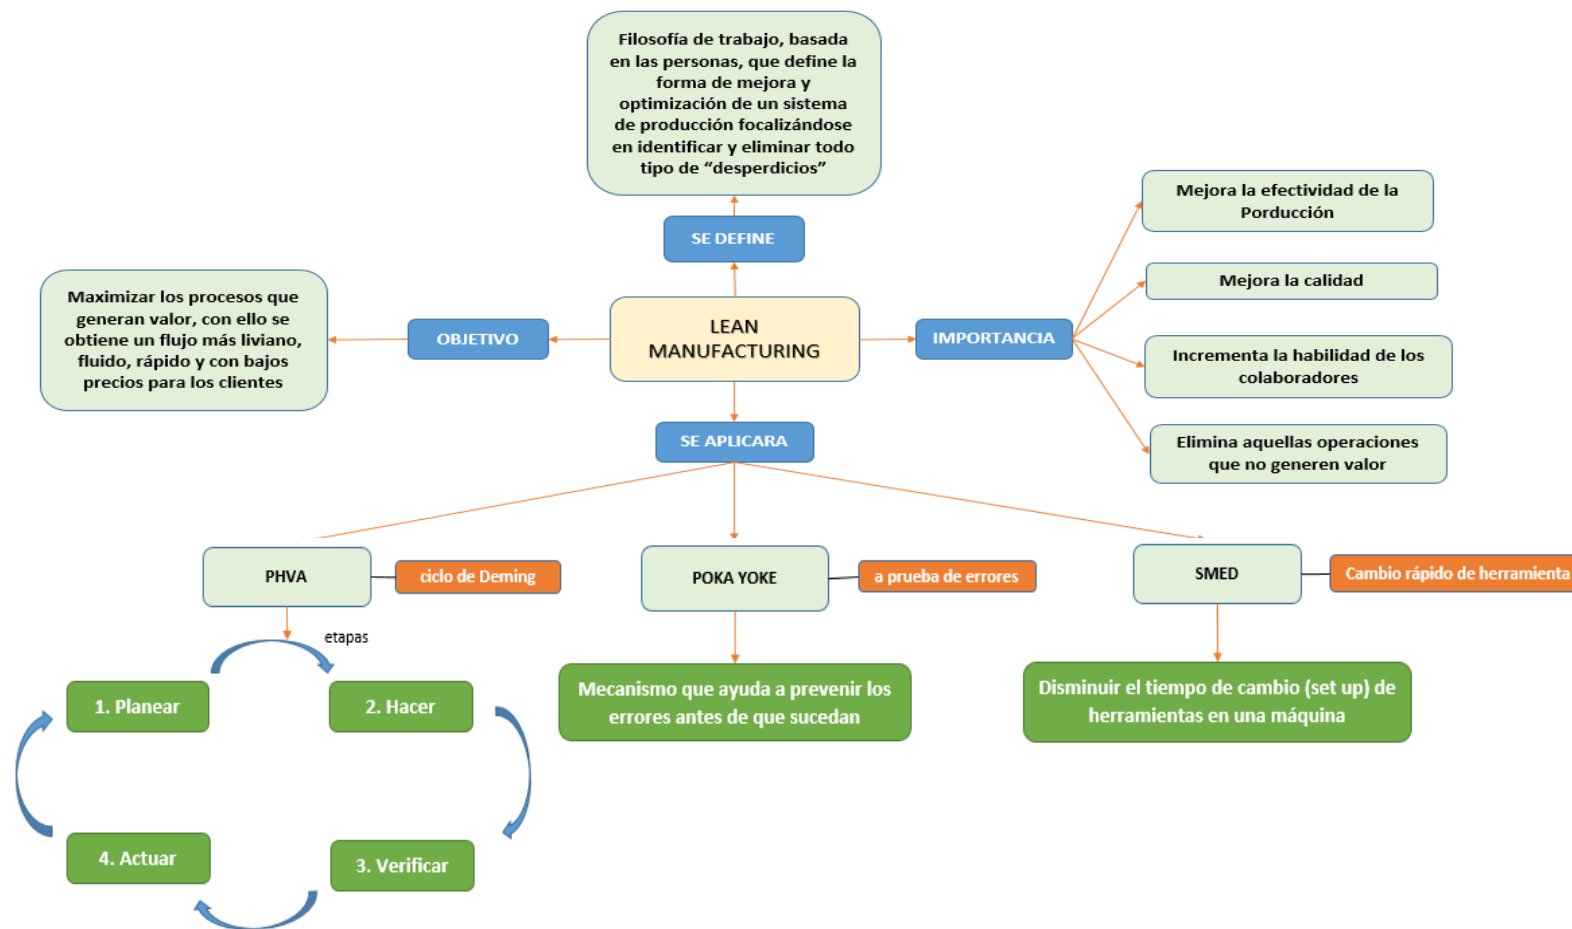 Filosofía de trabajo, basada
en las personas, que define la
forma de mejora y
optimización de un sistema
de producción focalizándose
en identificar y eliminar todo
tipo de “desperdicios”
SE DEFINE
Mejora la efectividad de la
Porducción
Mejora la calidad
Incrementa la habilidad de los
colaboradores
Elimina aquellas operaciones
que no generen valor
IMPORTANCIA
LEAN
MANUFACTURING
OBJETIVO
Maximizar los procesos que
generan valor, con ello se
obtiene un flujo más liviano,
fluido, rápido y con bajos
precios para los clientes
SE APLICARA
PHVA
ciclo de Deming
etapas
1. Planear
2. Hacer
3. Verificar
4. Actuar
POKA YOKE
a prueba de errores
Mecanismo que ayuda a prevenir los
errores antes de que sucedan
SMED
Cambio rápido de herramienta
Disminuir el tiempo de cambio (set up) de
herramientas en una máquina